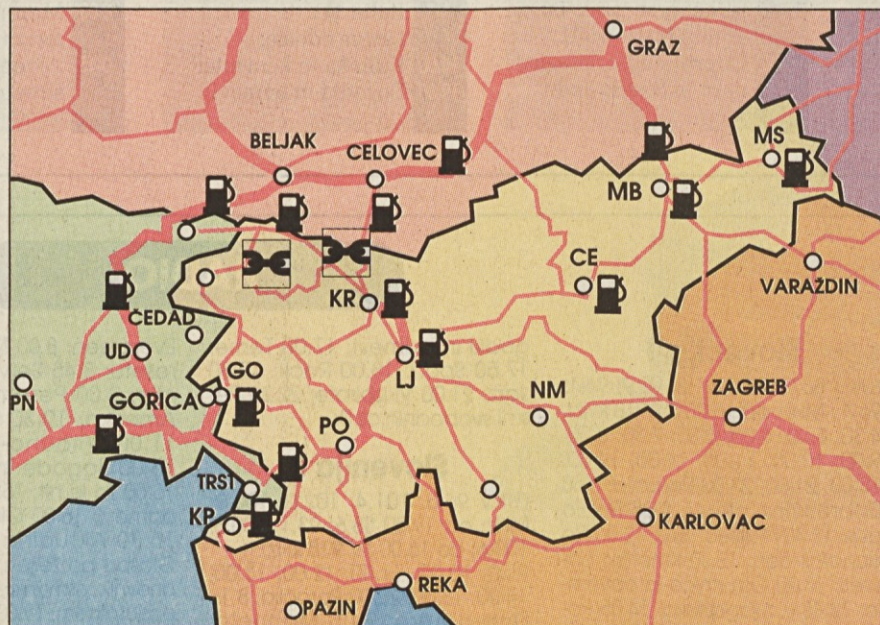 GRAZ
BELJAK
CELOVEC
MS
MB
CE
VARAŽDIN
KR
ČEDAD
UD
LJ
GO
PN
GORICA
NM
ZAGREB
PO
TRST
KP
KARLOVAC
REKA
PAZIN